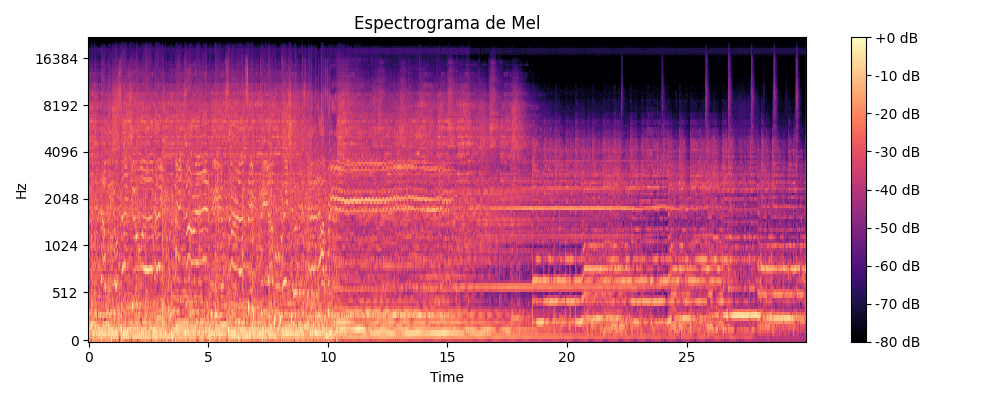 Espectrograma de Mel
16384
8192
4096
2048
1024
512
0
Hz
0 5 10 15 20 25
Time
+0 dB
-10 dB
-20 dB
-30 dB
-40 dB
-50 dB
-60 dB
-70 dB
-80 dB